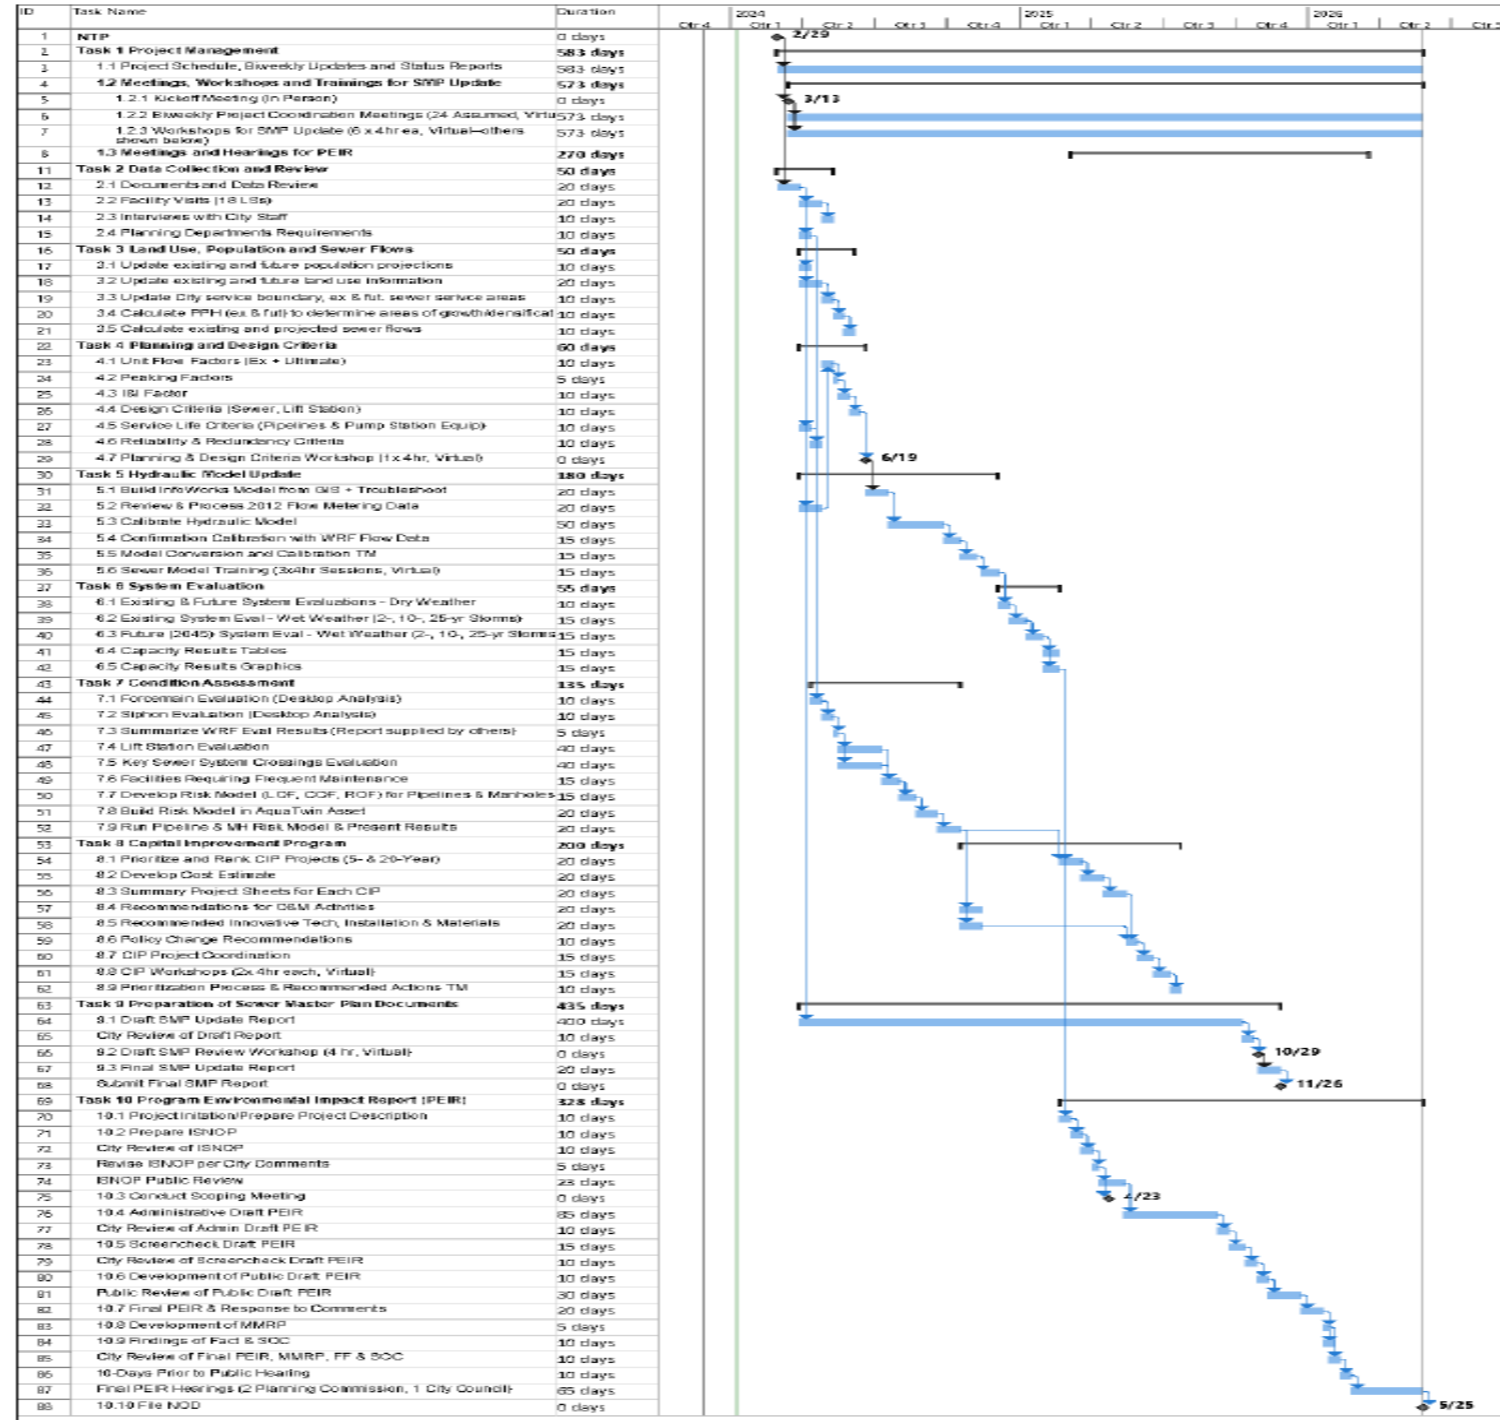 ID Task Name Duration 2024 2025 2026
Qtr 4 Qtr 1 Qtr 2 Qtr 3 Qtr 4 Qtr 1 Qtr 2 Qtr 3 Qtr 4 Qtr 1 Qtr 2 Qtr 3
1 NTP 0 days 2/29
2 Task 1 Project Management 583 days
3 1.1 Project Schedule, Biweekly Updates and Status Reports 583 days
4 1.2 Meetings, Workshops and Trainings for SMP Update 573 days
5 1.2.1 Kickoff Meeting (In Person) 0 days 3/13
6 1.2.2 Biweekly Project Coordination Meetings (24 Assumed, Virtu 573 days
7 1.2.3 Workshops for SMP Update (6 x 4hr ea, Virtual--others 573 days
shown below)
8 1.3 Meetings and Hearings for PEIR 270 days
11 Task 2 Data Collection and Review 50 days
12 2.1 Documents and Data Review 20 days
13 2.2 Facility Visits (18 LSs) 20 days
14 2.3 Interviews with City Staff 10 days
15 2.4 Planning Departments Requirements 10 days
16 Task 3 Land Use, Population and Sewer Flows 50 days
17 3.1 Update existing and future population projections 10 days
18 3.2 Update existing and future land use information 20 days
19 3.3 Update City service boundary, ex & fut. sewer serivce areas 10 days
20 3.4 Calculate PPH (ex & fut) to determine areas of growth/densificat 10 days
21 3.5 Calculate existing and projected sewer flows 10 days
22 Task 4 Planning and Design Criteria 60 days
23 4.1 Unit Flow Factors (Ex + Ultimate) 10 days
24 4.2 Peaking Factors 5 days
25 4.3 I&I Factor 10 days
26 4.4 Design Criteria (Sewer, Lift Station) 10 days
27 4.5 Service Life Criteria (Pipelines & Pump Station Equip) 10 days
28 4.6 Reliability & Redundancy Criteria 10 days
29 4.7 Planning & Design Criteria Workshop (1x 4hr, Virtual) 0 days 6/19
30 Task 5 Hydraulic Model Update 180 days
31 5.1 Build InfoWorks Model from GIS + Troubleshoot 20 days
32 5.2 Review & Process 2012 Flow Metering Data 20 days
33 5.3 Calibrate Hydraulic Model 50 days
34 5.4 Confirmation Calibration with WRF Flow Data 15 days
35 5.5 Model Conversion and Calibration TM 15 days
36 5.6 Sewer Model Training (3x4hr Sessions, Virtual) 15 days
37 Task 6 System Evaluation 55 days
38 6.1 Existing & Future System Evaluations - Dry Weather 10 days
39 6.2 Existing System Eval - Wet Weather (2-, 10-, 25-yr Storms) 15 days
40 6.3 Future (2045) System Eval - Wet Weather (2-, 10-, 25-yr Storms 15 days
41 6.4 Capacity Results Tables 15 days
42 6.5 Capacity Results Graphics 15 days
43 Task 7 Condition Assessment 135 days
44 7.1 Forcemain Evaluation (Desktop Analysis) 10 days
45 7.2 Siphon Evaluation (Desktop Analysis) 10 days
46 7.3 Summarize WRF Eval Results (Report supplied by others) 5 days
47 7.4 Lift Station Evaluation 40 days
48 7.5 Key Sewer System Crossings Evaluation 40 days
49 7.6 Facilities Requiring Frequent Maintenance 15 days
50 7.7 Develop Risk Model (LOF, COF, ROF) for Pipelines & Manholes 15 days
51 7.8 Build Risk Model in AquaTwin Asset 20 days
52 7.9 Run Pipeline & MH Risk Model & Present Results 20 days
53 Task 8 Capital Improvement Program 200 days
54 8.1 Prioritize and Rank CIP Projects (5- & 20-Year) 20 days
55 8.2 Develop Cost Estimate 20 days
56 8.3 Summary Project Sheets for Each CIP 20 days
57 8.4 Recommendations for O&M Activities 20 days
58 8.5 Recommended Innovative Tech, Installation & Materials 20 days
59 8.6 Policy Change Recommendations 10 days
60 8.7 CIP Project Coordination 15 days
61 8.8 CIP Workshops (2x 4hr each, Virtual) 15 days
62 8.9 Prioritization Process & Recommended Actions TM 10 days
63 Task 9 Preparation of Sewer Master Plan Documents 435 days
64 9.1 Draft SMP Update Report 400 days
65 City Review of Draft Report 10 days
66 9.2 Draft SMP Review Workshop (4 hr, Virtual) 0 days 10/29
67 9.3 Final SMP Update Report 20 days
68 Submit Final SMP Report 0 days 11/26
69 Task 10 Program Environmental Impact Report (PEIR) 328 days
70 10.1 Project Initation/Prepare Project Description 10 days
71 10.2 Prepare ISNOP 10 days
72 City Review of ISNOP 10 days
73 Revise ISNOP per City Comments 5 days
74 ISNOP Public Review 23 days
75 10.3 Conduct Scoping Meeting 0 days 4/23
76 10.4 Administrative Draft PEIR 85 days
77 City Review of Admin Draft PEIR 10 days
78 10.5 Screencheck Draft PEIR 15 days
79 City Review of Screencheck Draft PEIR 10 days
80 10.6 Development of Public Draft PEIR 10 days
81 Public Review of Public Draft PEIR 30 days
82 10.7 Final PEIR & Response to Comments 20 days
83 10.8 Development of MMRP 5 days
84 10.9 Findings of Fact & SOC 10 days
85 City Review of Final PEIR, MMRP, FF & SOC 10 days
86 10-Days Prior to Public Hearing 10 days
87 Final PEIR Hearings (2 Planning Commission, 1 City Council) 65 days
88 10.10 File NOD 0 days 5/25